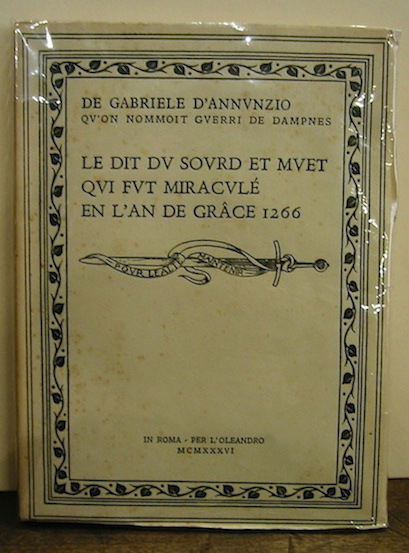 DE GABRIELE D'ANNVNZIO
QV'ON NOMMOIT GVERRI DE DAMPNES
LE DIT DV SOVRD ET MVET
QVI FVT MIRACVLÉ
EN L'AN DE GRÂCE 1266
POVR LEALTE MAINTENIR
IN ROMA · PER L'OLEANDRO
MCMXXXVI